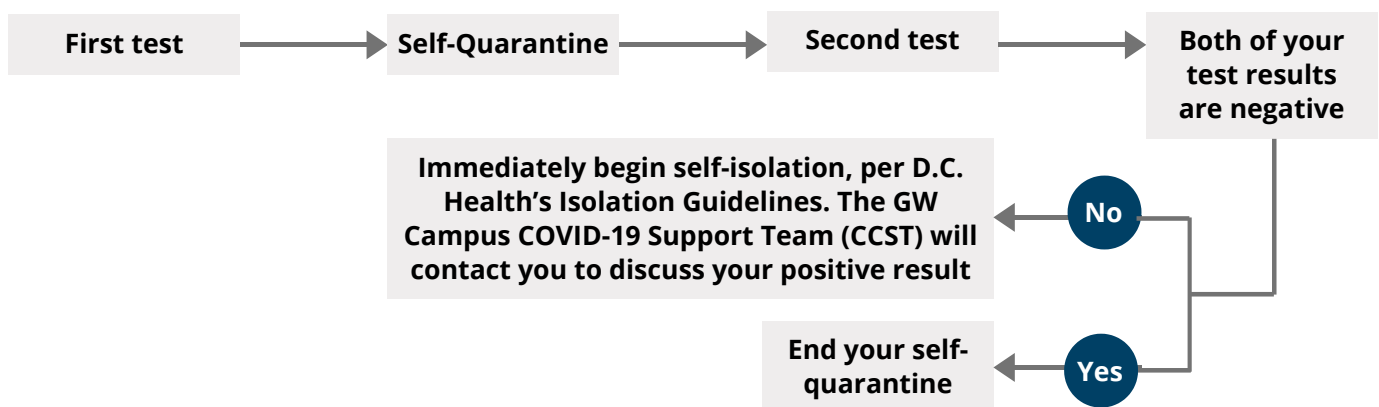 First test
Self-Quarantine
Second test
Both of your
test results
are negative
Immediately begin self-isolation, per D.C.
Health’s Isolation Guidelines. The GW
Campus COVID-19 Support Team (CCST) will
contact you to discuss your positive result
No
End your self-
quarantine
Yes